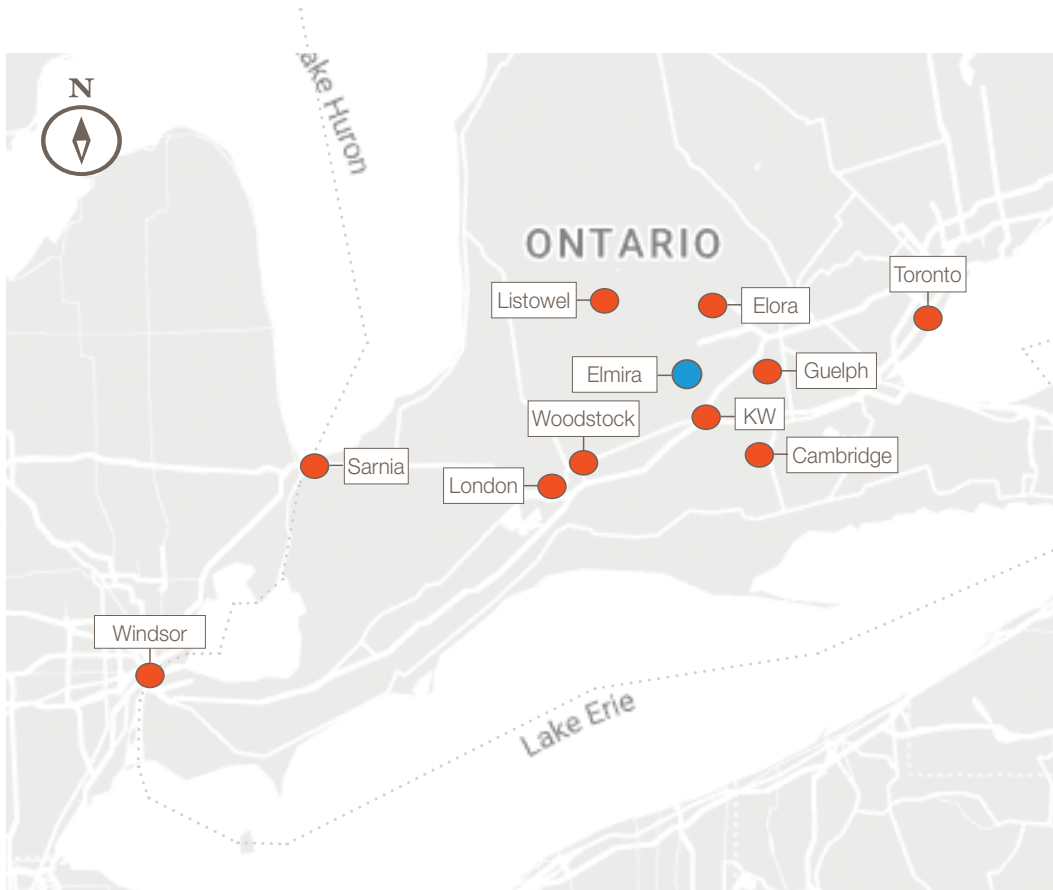 N
ake Huron
ONTARIO
Toronto
Listowel
Elora
Elmira
Guelph
Woodstock
KW
Cambridge
Sarnia
London
Windsor
Lake Erie